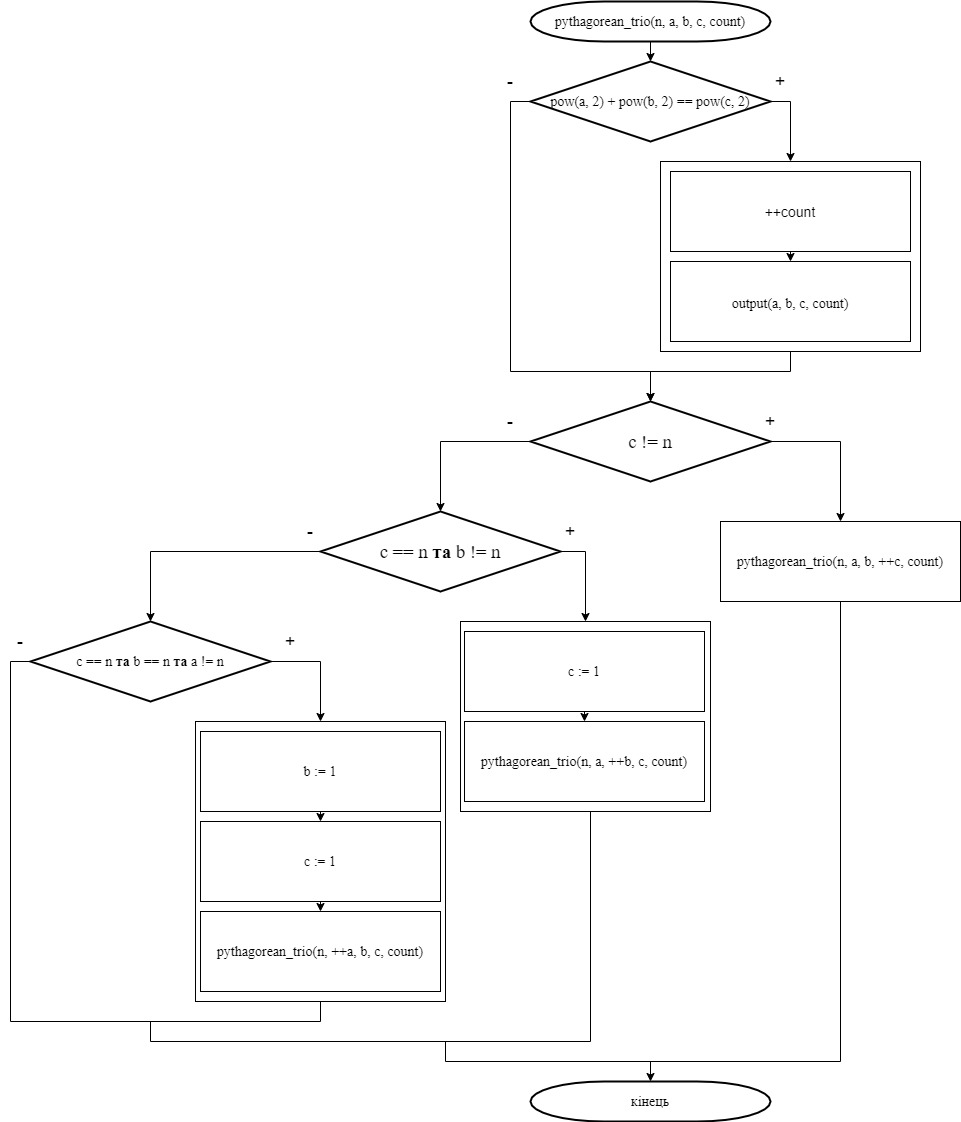 pythagorean_trio(n, a, b, c, count)
-
+
pow(a, 2) + pow(b, 2) == pow(c, 2)
++count
output(a, b, c, count)
-
+
c != n
-
+
c == n та b != n
pythagorean_trio(n, a, b, ++c, count)
-
+
c == n та b == n та a != n
c := 1
pythagorean_trio(n, a, ++b, c, count)
b := 1
c := 1
pythagorean_trio(n, ++a, b, c, count)
кінець